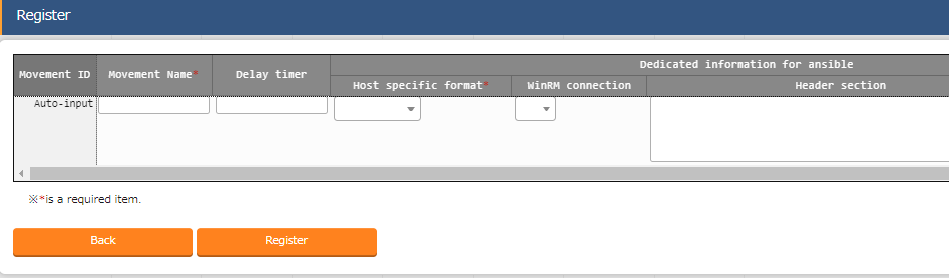 Register
Movement ID Movement Name* Delay timer Dedicated information for ansible
Host specific format* WinRM connection Header section
Auto-input
※*is a required item.
Back Register